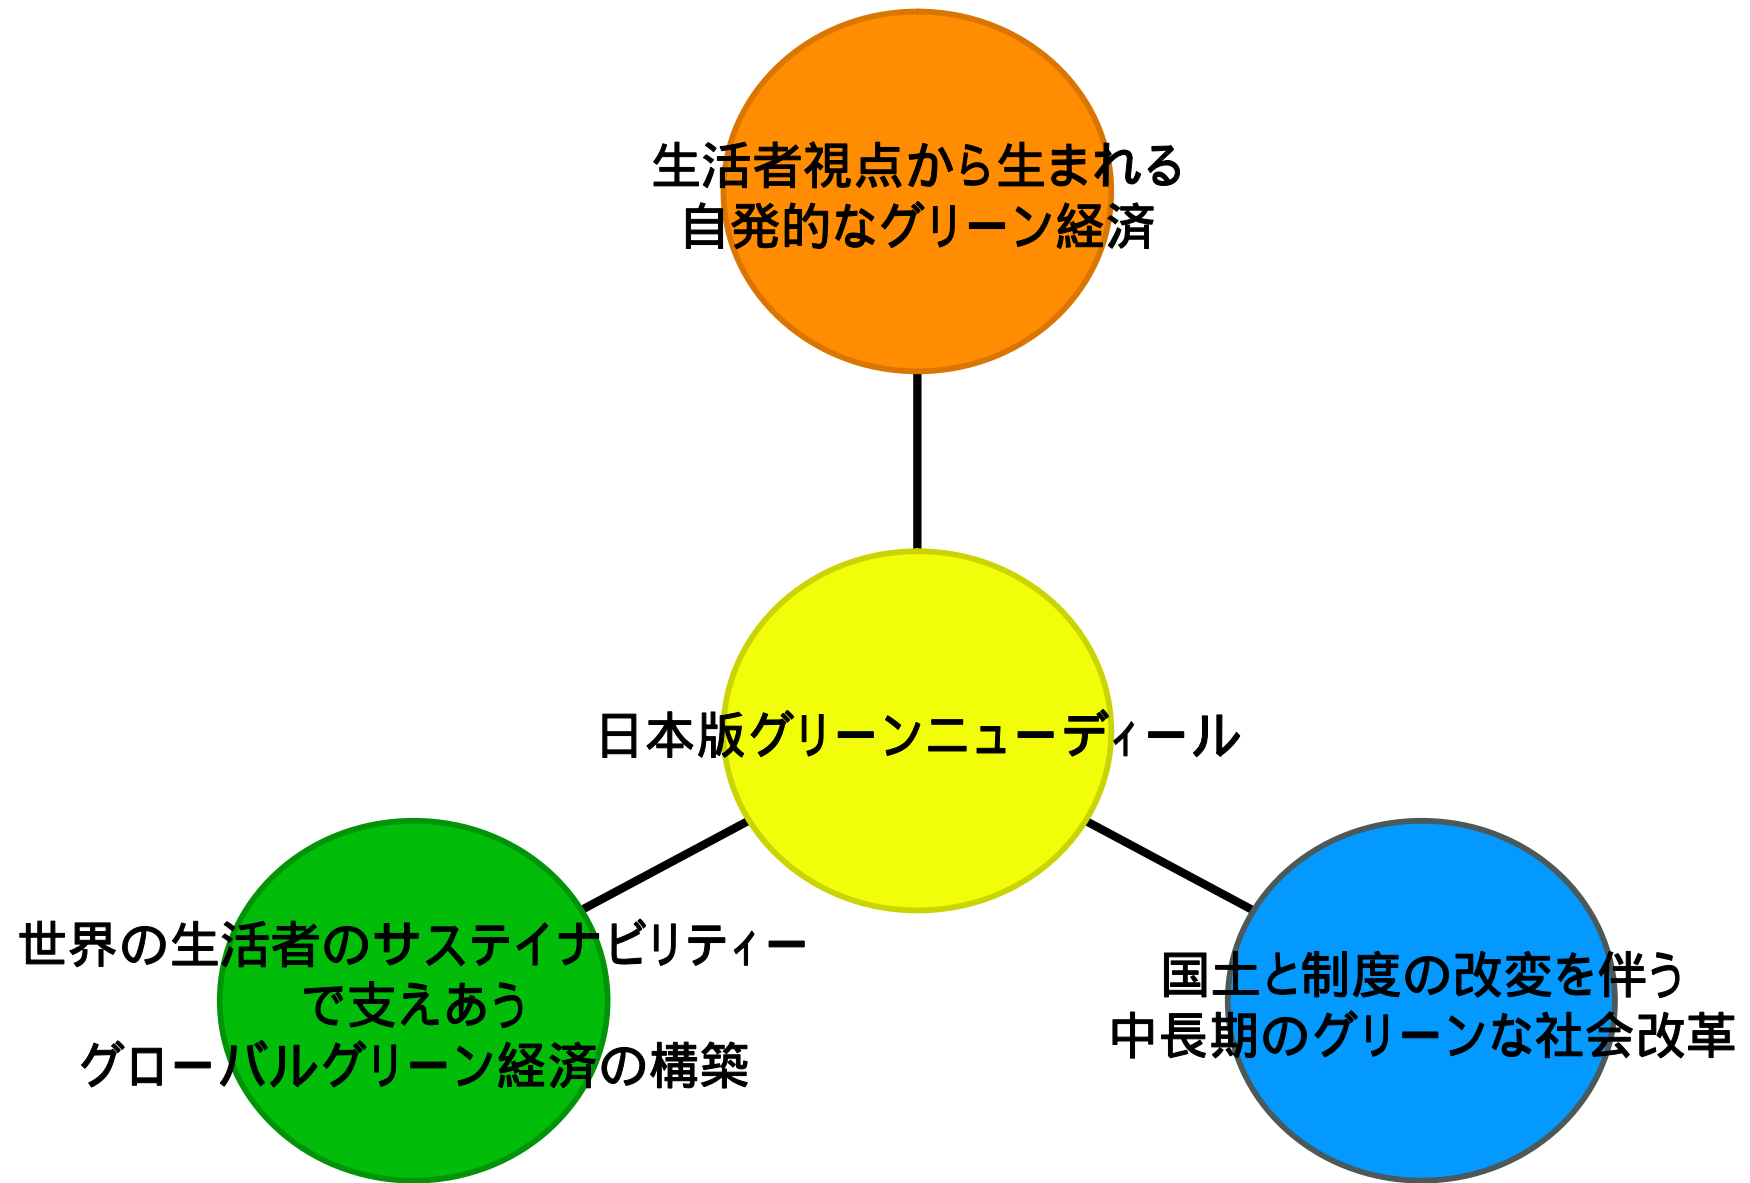 生活者視点から生まれる
自発的なグリーン経済
日本版グリーンニューディール
世界の生活者のサステイナビリティー
で支えあう
グローバルグリーン経済の構築
国土と制度の改変を伴う
中長期のグリーンな社会改革